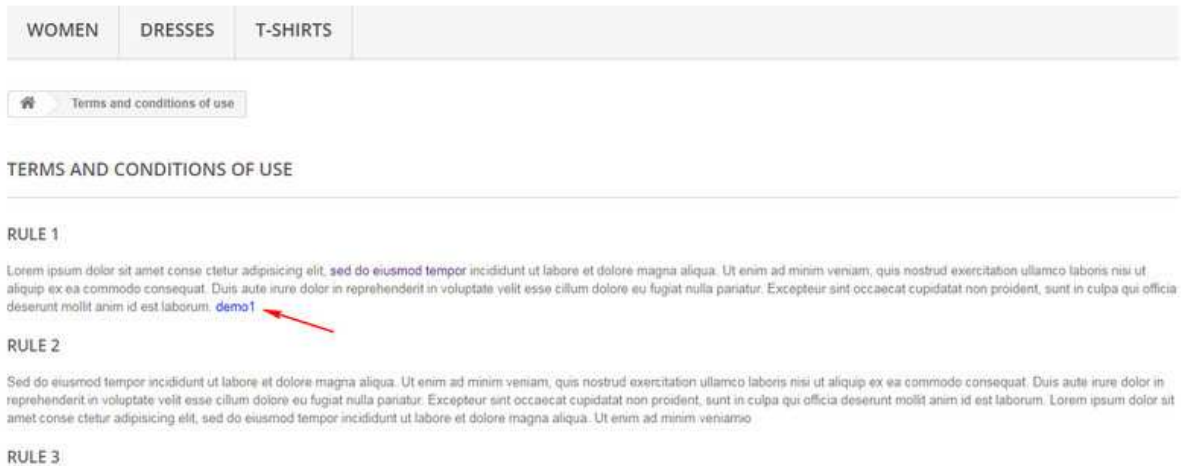 WOMEN DRESSES T-SHIRTS
Terms and conditions of use
TERMS AND CONDITIONS OF USE
RULE 1
Lorem ipsum dolor sit amet conse ctetur adipisicing elit, sed do eiusmod tempor incididunt ut labore et dolore magna aliqua. Ut enim ad minim veniam, quis nostrud exercitation ullamco laboris nisi ut
aliquip ex ea commodo consequat. Duis aute irure dolor in reprehenderit in voluptate velit esse cillum dolore eu fugiat nulla pariatur. Excepteur sint occaecat cupidatat non proident, sunt in culpa qui officia
deserunt mollit anim id est laborum. demo1
RULE 2
Sed do eiusmod tempor incididunt ut labore et dolore magna aliqua. Ut enim ad minim veniam, quis nostrud exercitation ullamco laboris nisi ut aliquip ex ea commodo consequat. Duis aute irure dolor in
reprehenderit in voluptate velit esse cillum dolore eu fugiat nulla pariatur. Excepteur sint occaecat cupidatat non proident, sunt in culpa qui officia deserunt mollit anim id est laborum. Lorem ipsum dolor sit
amet conse ctetur adipisicing elit, sed do eiusmod tempor incididunt ut labore et dolore magna aliqua. Ut enim ad minim veniamo
RULE 3